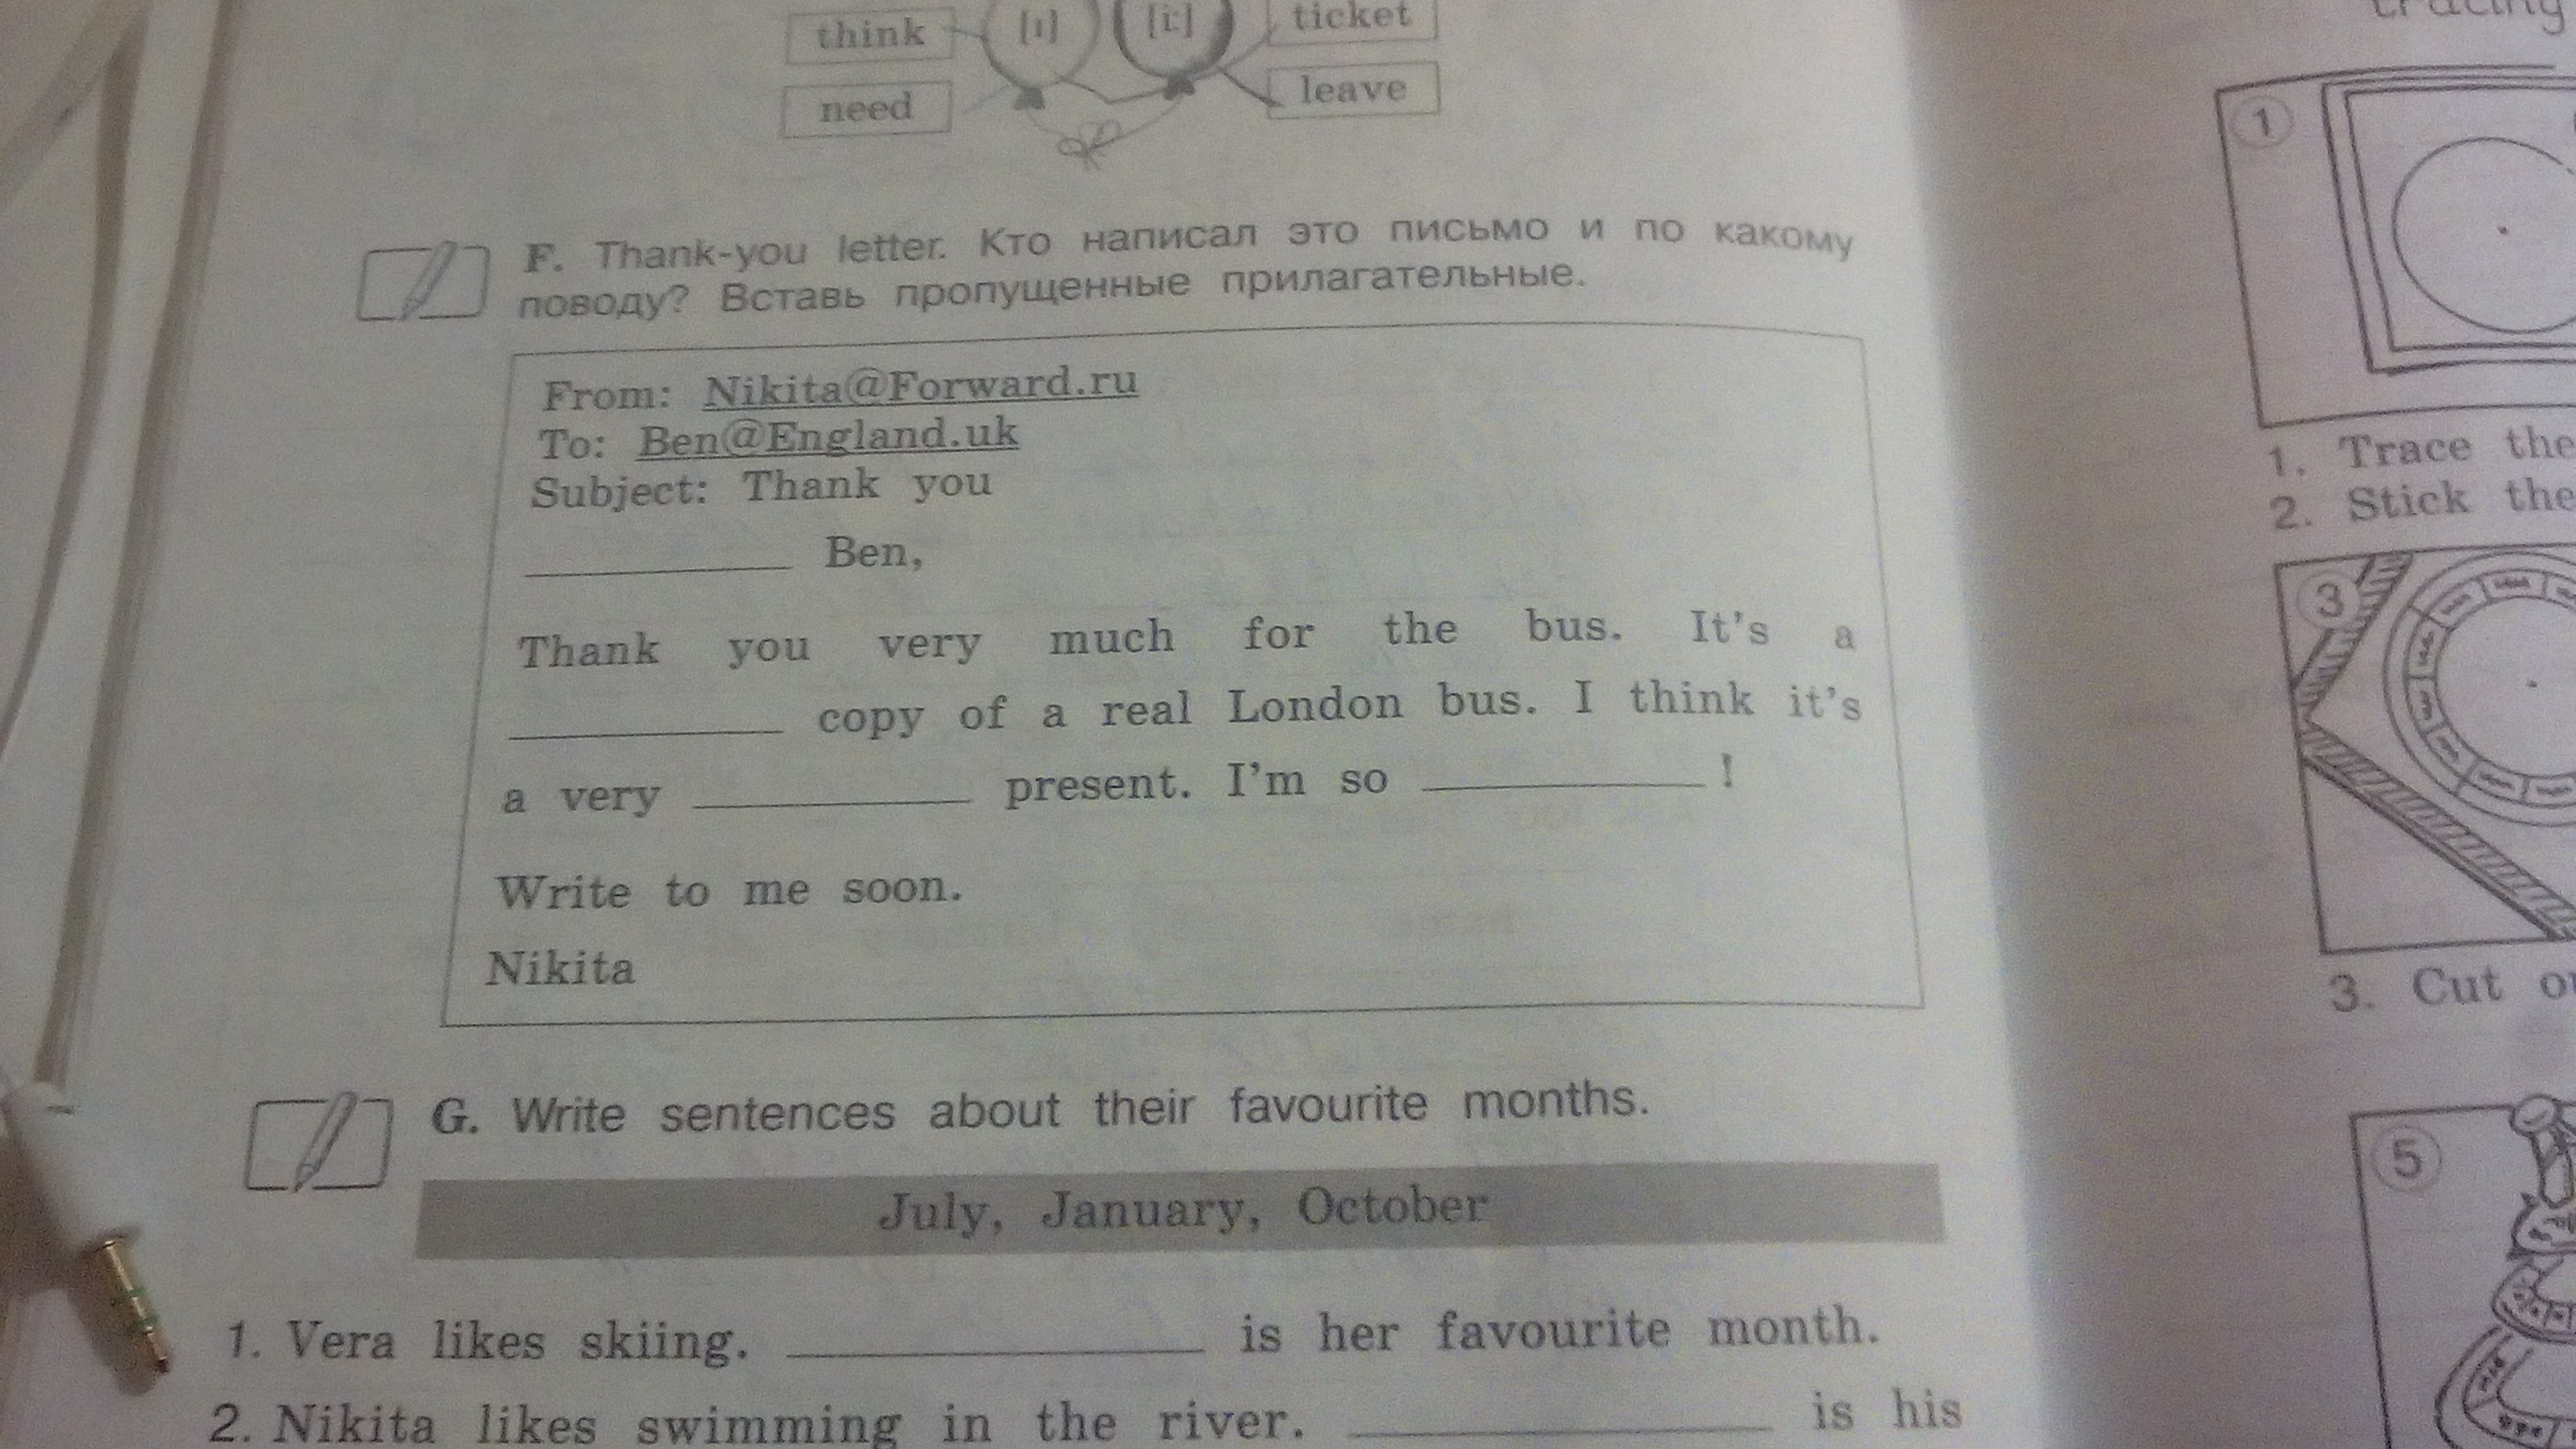 think [ɪ] [i:] ticket
need leave
F. Thank-you letter. Кто написал это письмо и по какому
поводу? Вставь пропущенные прилагательные.
From: Nikita@Forward.ru
To: Ben@England.uk
Subject: Thank you
Ben,
Thank you very much for the bus. It's a
copy of a real London bus. I think it's
a very present. I'm so !
Write to me soon.
Nikita
G. Write sentences about their favourite months.
July, January, October
1. Vera likes skiing. is her favourite month.
2. Nikita likes swimming in the river. is his
tracing
1
1. Trace the
2. Stick the
3
3. Cut
5